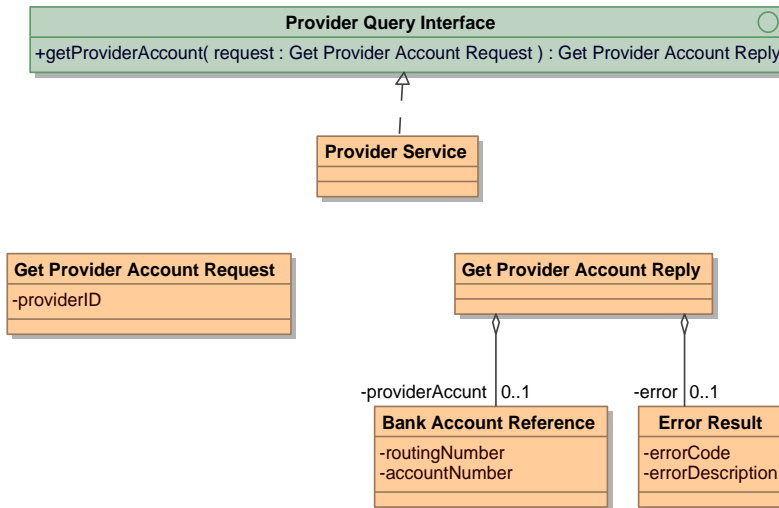 Provider Query Interface
+getProviderAccount( request : Get Provider Account Request ) : Get Provider Account Reply
Provider Service
Get Provider Account Request
-providerID
Get Provider Account Reply
-providerAccunt 0..1
-error 0..1
Bank Account Reference
-routingNumber
-accountNumber
Error Result
-errorCode
-errorDescription